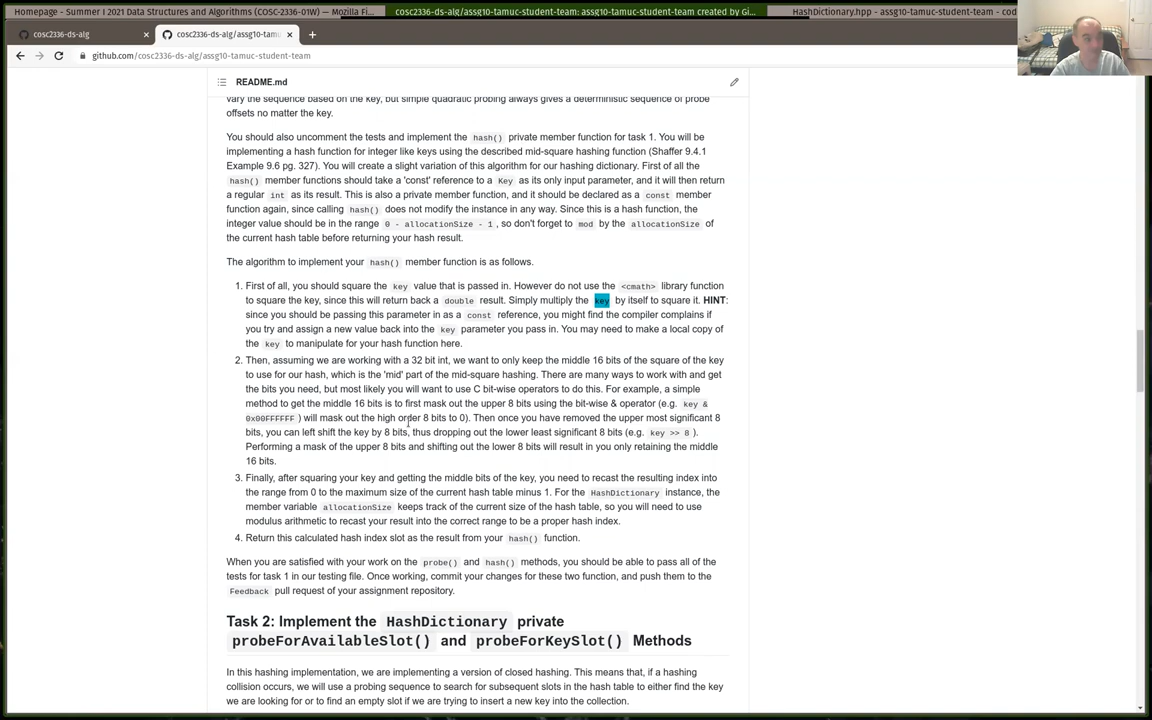 Homepage - Summer I 2021 Data Structures and Algorithms (COSC-2336-01W) — Mozilla Fi...
cosc2336-ds-alg/assg10-tamuc-student-team: assg10-tamuc-student-team created by Gi...
HashDictionary.hpp - assg10-tamuc-student-team - cod
cosc2336-ds-alg
cosc2336-ds-alg/assg10-tamuc
github.com/cosc2336-ds-alg/assg10-tamuc-student-team
README.md
vary the sequence based on the key, but simple quadratic probing always gives a deterministic sequence of probe
offsets no matter the key.
You should also uncomment the tests and implement the hash() private member function for task 1. You will be
implementing a hash function for integer like keys using the described mid-square hashing function (Shaffer 9.4.1
Example 9.6 pg. 327). You will create a slight variation of this algorithm for our hashing dictionary. First of all the
hash() member functions should take a 'const' reference to a Key as its only input parameter, and it will then return
a regular int as its result. This is also a private member function, and it should be declared as a const member
function again, since calling hash() does not modify the instance in any way. Since this is a hash function, the
integer value should be in the range 0 - allocationSize - 1 , so don't forget to mod by the allocationSize of
the current hash table before returning your hash result.
The algorithm to implement your hash() member function is as follows.
1. First of all, you should square the key value that is passed in. However do not use the <cmath> library function
to square the key, since this will return back a double result. Simply multiply the key by itself to square it. HINT:
since you should be passing this parameter in as a const reference, you might find the compiler complains if
you try and assign a new value back into the key parameter you pass in. You may need to make a local copy of
the key to manipulate for your hash function here.
2. Then, assuming we are working with a 32 bit int, we want to only keep the middle 16 bits of the square of the key
to use for our hash, which is the 'mid' part of the mid-square hashing. There are many ways to work with and get
the bits you need, but most likely you will want to use C bit-wise operators to do this. For example, a simple
method to get the middle 16 bits is to first mask out the upper 8 bits using the bit-wise & operator (e.g. key &
0x00FFFFFF ) will mask out the high order 8 bits to 0). Then once you have removed the upper most significant 8
bits, you can left shift the key by 8 bits, thus dropping out the lower least significant 8 bits (e.g. key >> 8 ).
Performing a mask of the upper 8 bits and shifting out the lower 8 bits will result in you only retaining the middle
16 bits.
3. Finally, after squaring your key and getting the middle bits of the key, you need to recast the resulting index into
the range from 0 to the maximum size of the current hash table minus 1. For the HashDictionary instance, the
member variable allocationSize keeps track of the current size of the hash table, so you will need to use
modulus arithmetic to recast your result into the correct range to be a proper hash index.
4. Return this calculated hash index slot as the result from your hash() function.
When you are satisfied with your work on the probe() and hash() methods, you should be able to pass all of the
tests for task 1 in our testing file. Once working, commit your changes for these two function, and push them to the
Feedback pull request of your assignment repository.
Task 2: Implement the HashDictionary private
probeForAvailableSlot() and probeForKeySlot() Methods
In this hashing implementation, we are implementing a version of closed hashing. This means that, if a hashing
collision occurs, we will use a probing sequence to search for subsequent slots in the hash table to either find the key
we are looking for or to find an empty slot if we are trying to insert a new key into the collection.